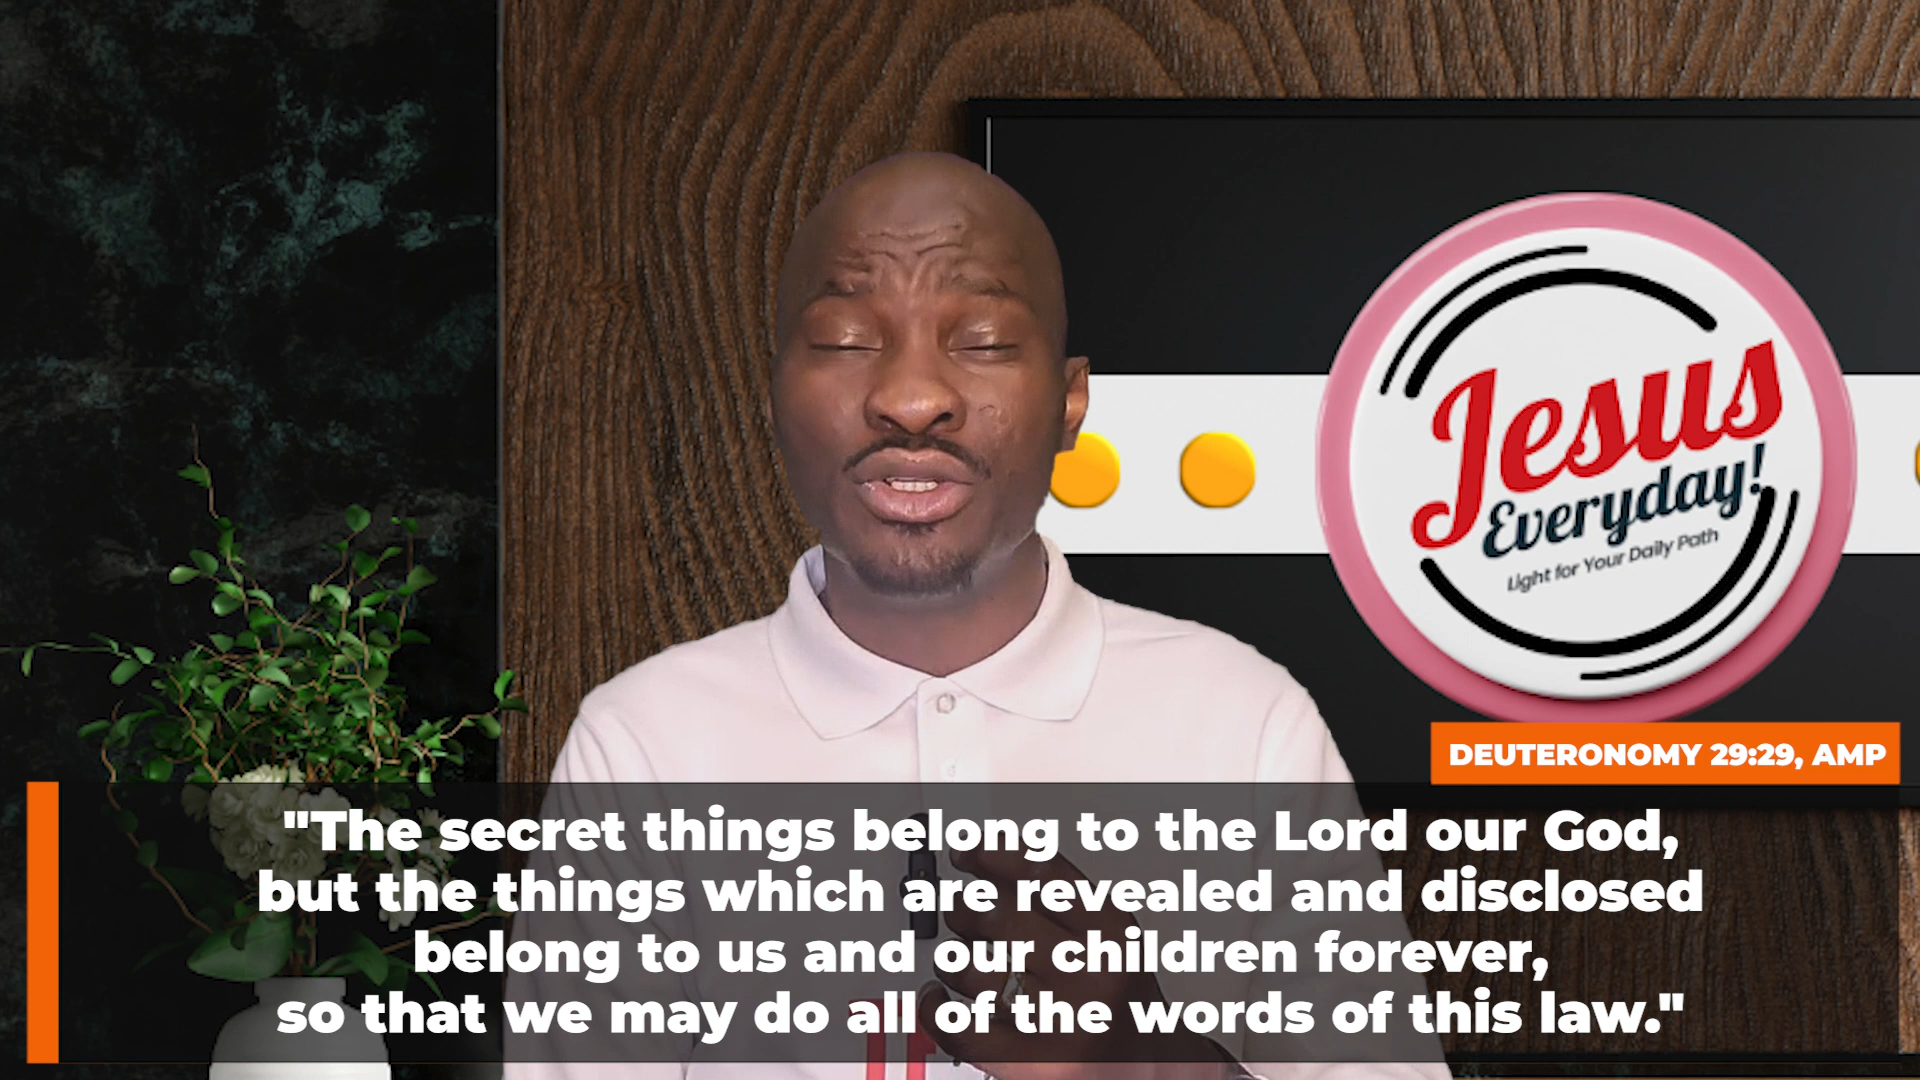 Jesus
Everyday!
Light for Your Daily Path
DEUTERONOMY 29:29, AMP
"The secret things belong to the Lord our God,
but the things which are revealed and disclosed
belong to us and our children forever,
so that we may do all of the words of this law."